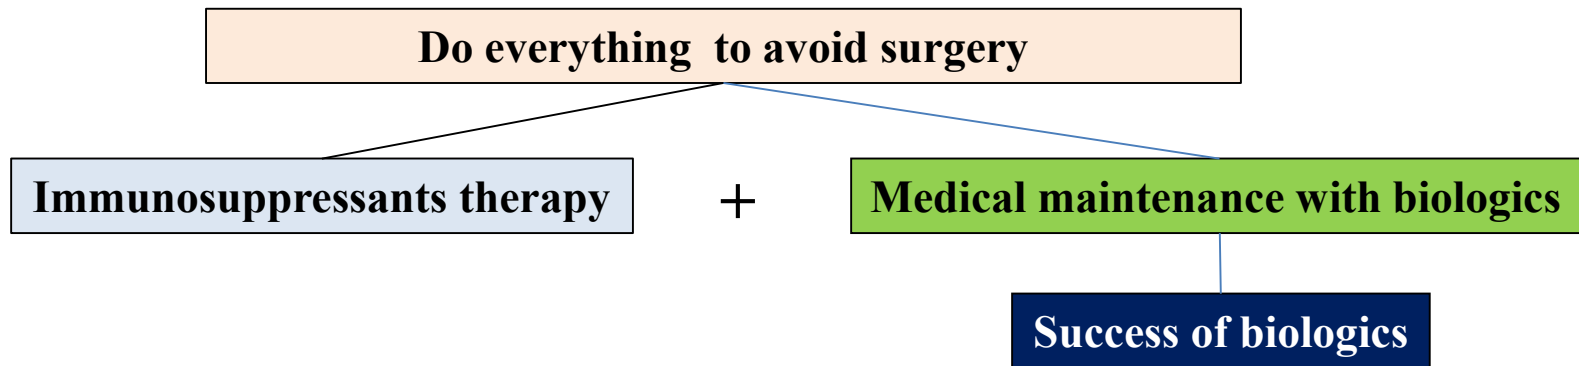 Do everything  to avoid surgery
Immunosuppressants therapy
+
Medical maintenance with biologics
Success of biologics